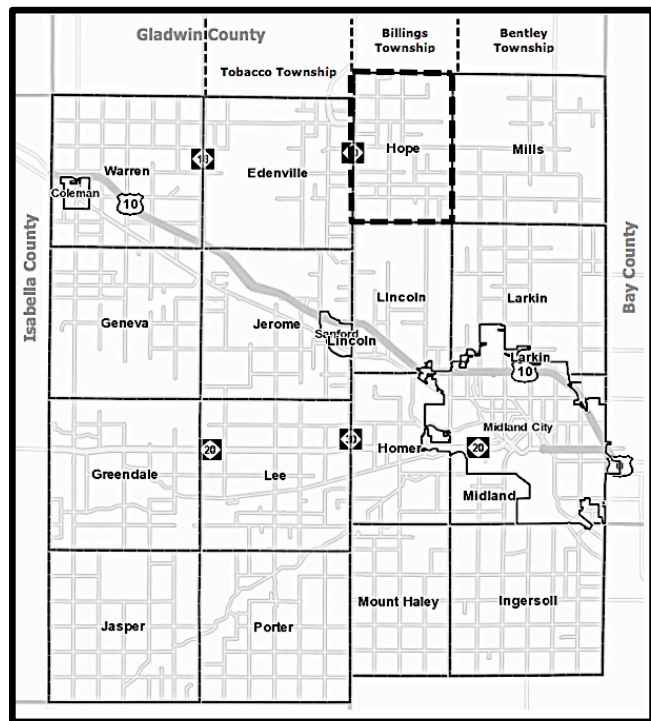 Gladwin County
Billings
Township
Bentley
Township
Tobacco Township
Warren
18
Edenville
Hope
Mills
Coleman
10
Isabella County
Bay County
Geneva
Jerome
Sanford
Lincoln
Lincoln
Larkin
Larkin
10
Greendale
20
Lee
Homer
20
Midland City
Midland
Jasper
Porter
Mount Haley
Ingersoll